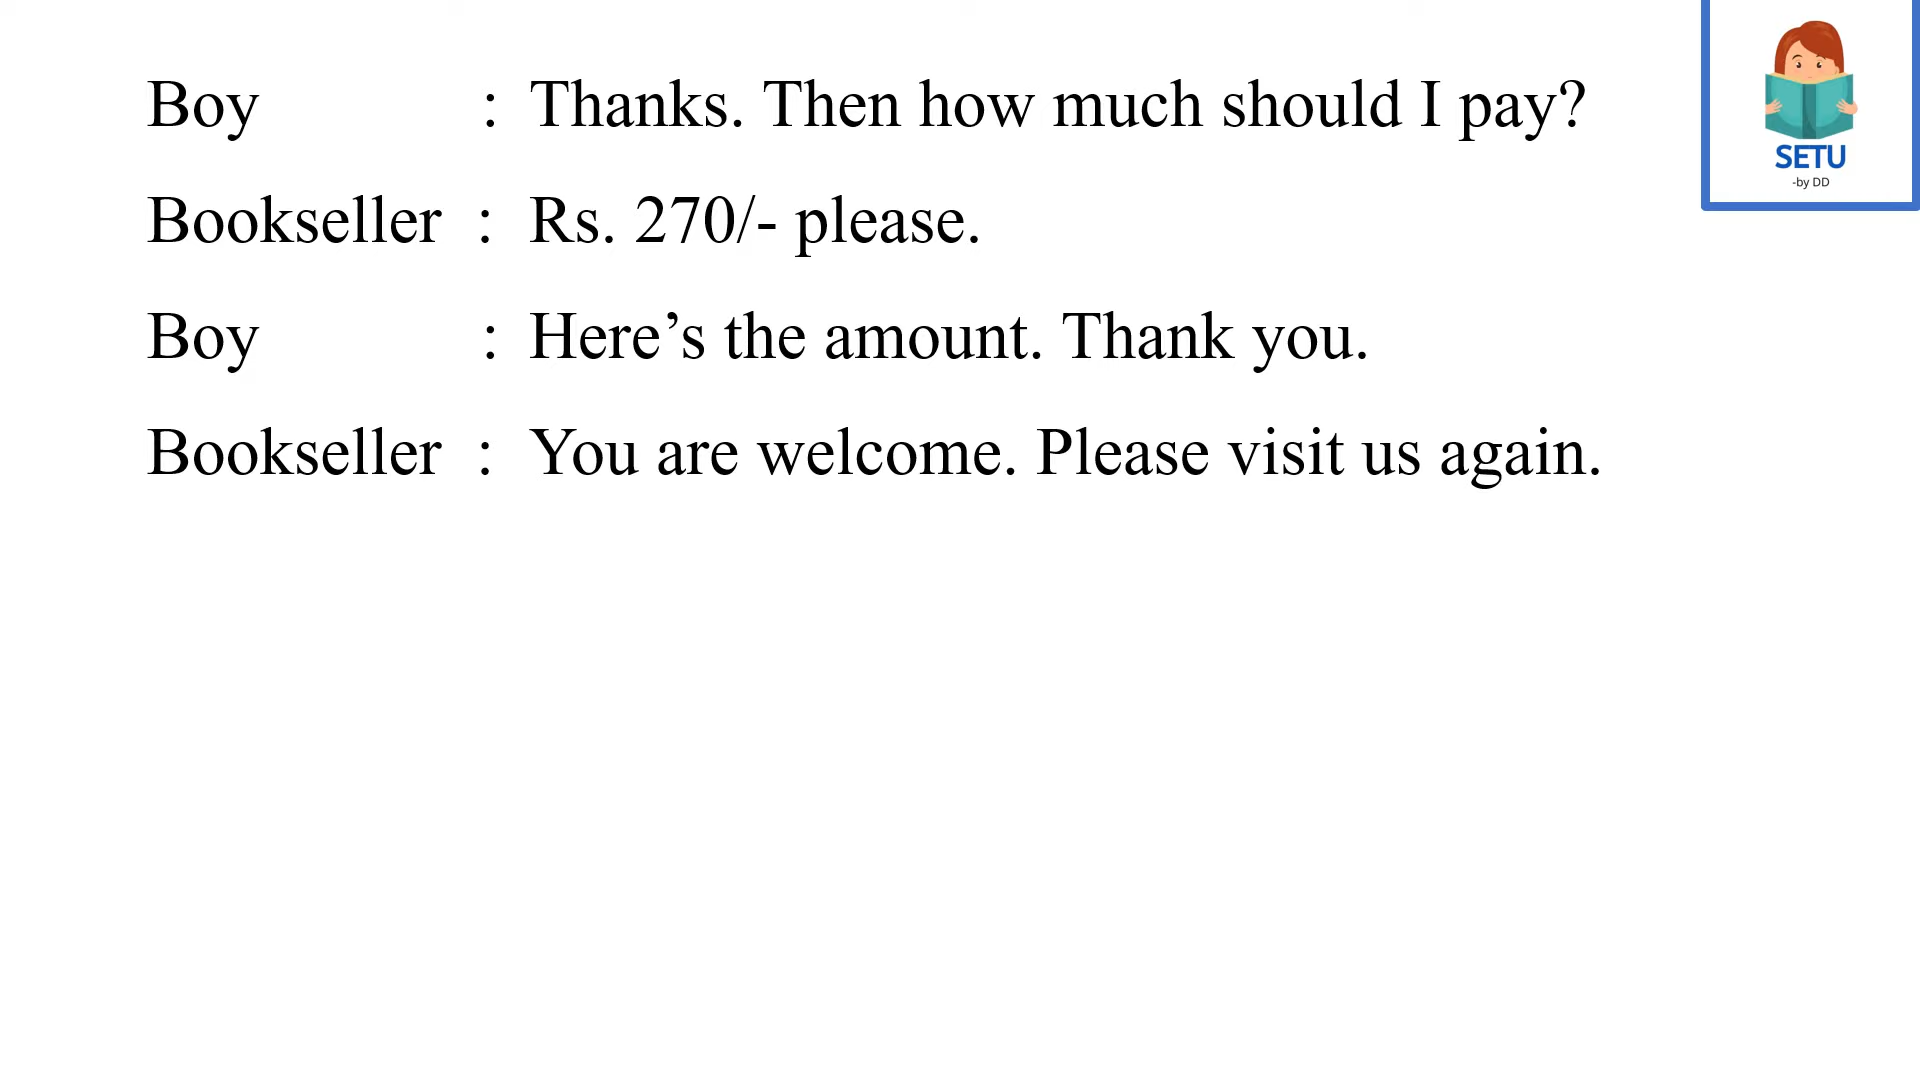 Boy : Thanks. Then how much should I pay?
Bookseller : Rs. 270/- please.
Boy : Here’s the amount. Thank you.
Bookseller : You are welcome. Please visit us again.
SETU
-by DD